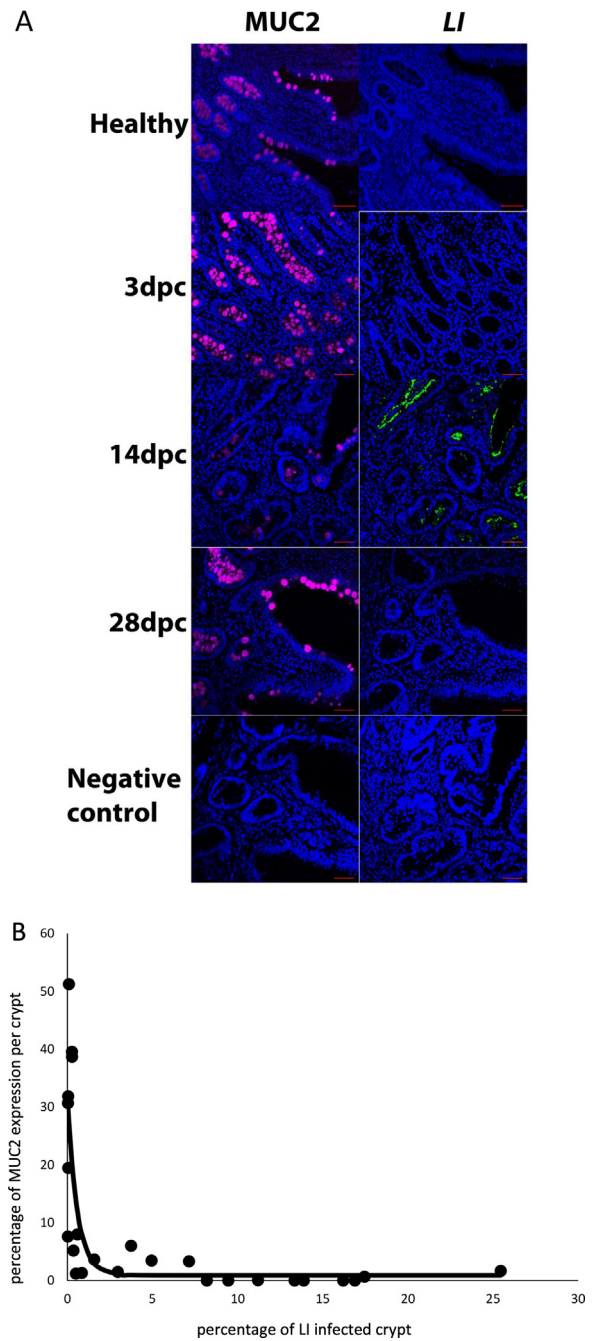 A
MUC2 LI
Healthy
3dpc
14dpc
28dpc
Negative
control
B
60
50
40
30
20
10
0
0 5 10 15 20 25 30
percentage of MUC2 expression per crypt
percentage of LI infected crypt